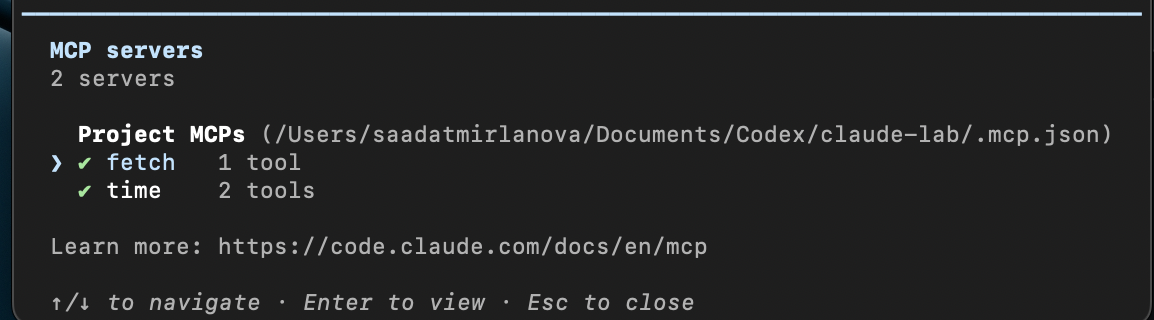 MCP servers
2 servers
Project MCPs (/Users/saadatmirlanova/Documents/Codex/claude-lab/.mcp.json)
❯ ✔ fetch 1 tool
✔ time 2 tools
Learn more: https://code.claude.com/docs/en/mcp
↑/↓ to navigate · Enter to view · Esc to close